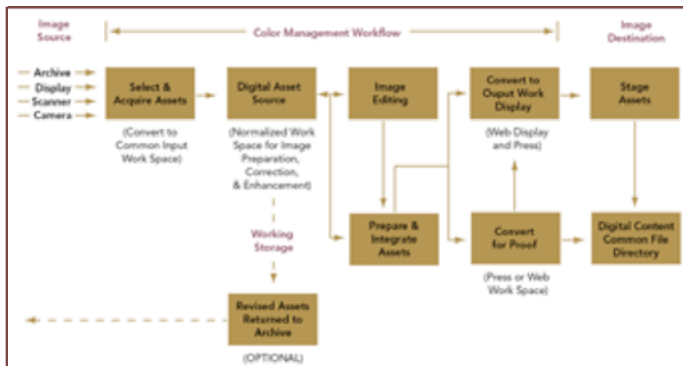 Image
Source
Color Management Workflow
Image
Destination
Archive
Display
Scanner
Camera
Select &
Acquire Assets
(Convert to
Common Input
Work Space)
Digital Asset
Source
(Normalized Work
Space for Image
Preparation,
Correction,
& Enhancement)
Image
Editing
Convert to
Ouput Work
Display
(Web Display
and Press)
Stage
Assets
Working
Storage
Prepare &
Integrate
Assets
Convert
for Proof
(Press or Web
Work Space)
Digital Content
Common File
Directory
Revised Assets
Returned to
Archive
(OPTIONAL)